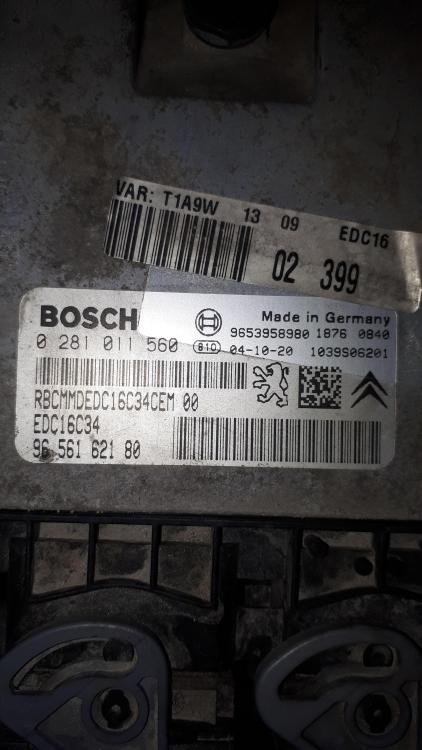 VAR: T1A9W 13 09 EDC16
02 399
BOSCH
Made in Germany
9653958980 1876 0840
0 281 011 560
B10 04-10-20 1039S06201
RBCMMDEDC16C34CEM 00
EDC16C34
96 561 621 80